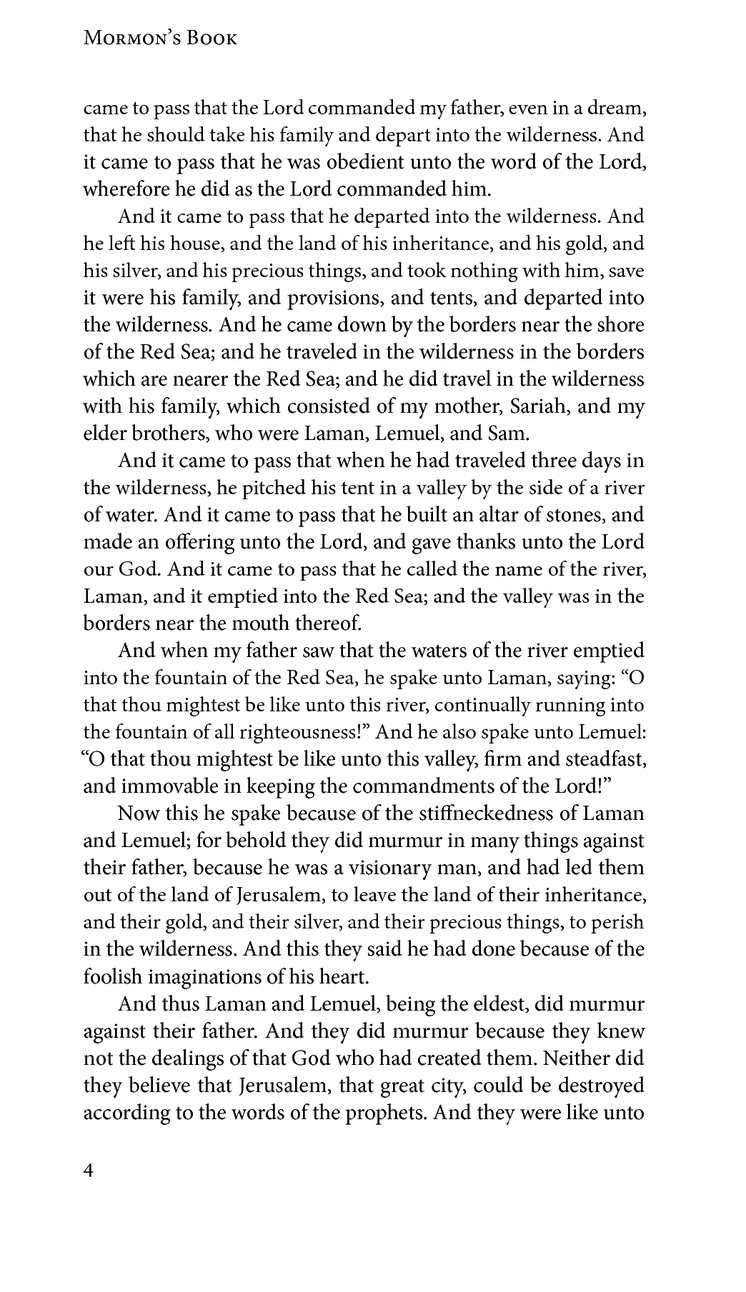 Mormon’s Book
came to pass that the Lord commanded my father, even in a dream,
that he should take his family and depart into the wilderness. And
it came to pass that he was obedient unto the word of the Lord,
wherefore he did as the Lord commanded him.
And it came to pass that he departed into the wilderness. And
he left his house, and the land of his inheritance, and his gold, and
his silver, and his precious things, and took nothing with him, save
it were his family, and provisions, and tents, and departed into
the wilderness. And he came down by the borders near the shore
of the Red Sea; and he traveled in the wilderness in the borders
which are nearer the Red Sea; and he did travel in the wilderness
with his family, which consisted of my mother, Sariah, and my
elder brothers, who were Laman, Lemuel, and Sam.
And it came to pass that when he had traveled three days in
the wilderness, he pitched his tent in a valley by the side of a river
of water. And it came to pass that he built an altar of stones, and
made an offering unto the Lord, and gave thanks unto the Lord
our God. And it came to pass that he called the name of the river,
Laman, and it emptied into the Red Sea; and the valley was in the
borders near the mouth thereof.
And when my father saw that the waters of the river emptied
into the fountain of the Red Sea, he spake unto Laman, saying: “O
that thou mightest be like unto this river, continually running into
the fountain of all righteousness!” And he also spake unto Lemuel:
“O that thou mightest be like unto this valley, firm and steadfast,
and immovable in keeping the commandments of the Lord!”
Now this he spake because of the stiffneckedness of Laman
and Lemuel; for behold they did murmur in many things against
their father, because he was a visionary man, and had led them
out of the land of Jerusalem, to leave the land of their inheritance,
and their gold, and their silver, and their precious things, to perish
in the wilderness. And this they said he had done because of the
foolish imaginations of his heart.
And thus Laman and Lemuel, being the eldest, did murmur
against their father. And they did murmur because they knew
not the dealings of that God who had created them. Neither did
they believe that Jerusalem, that great city, could be destroyed
according to the words of the prophets. And they were like unto
4